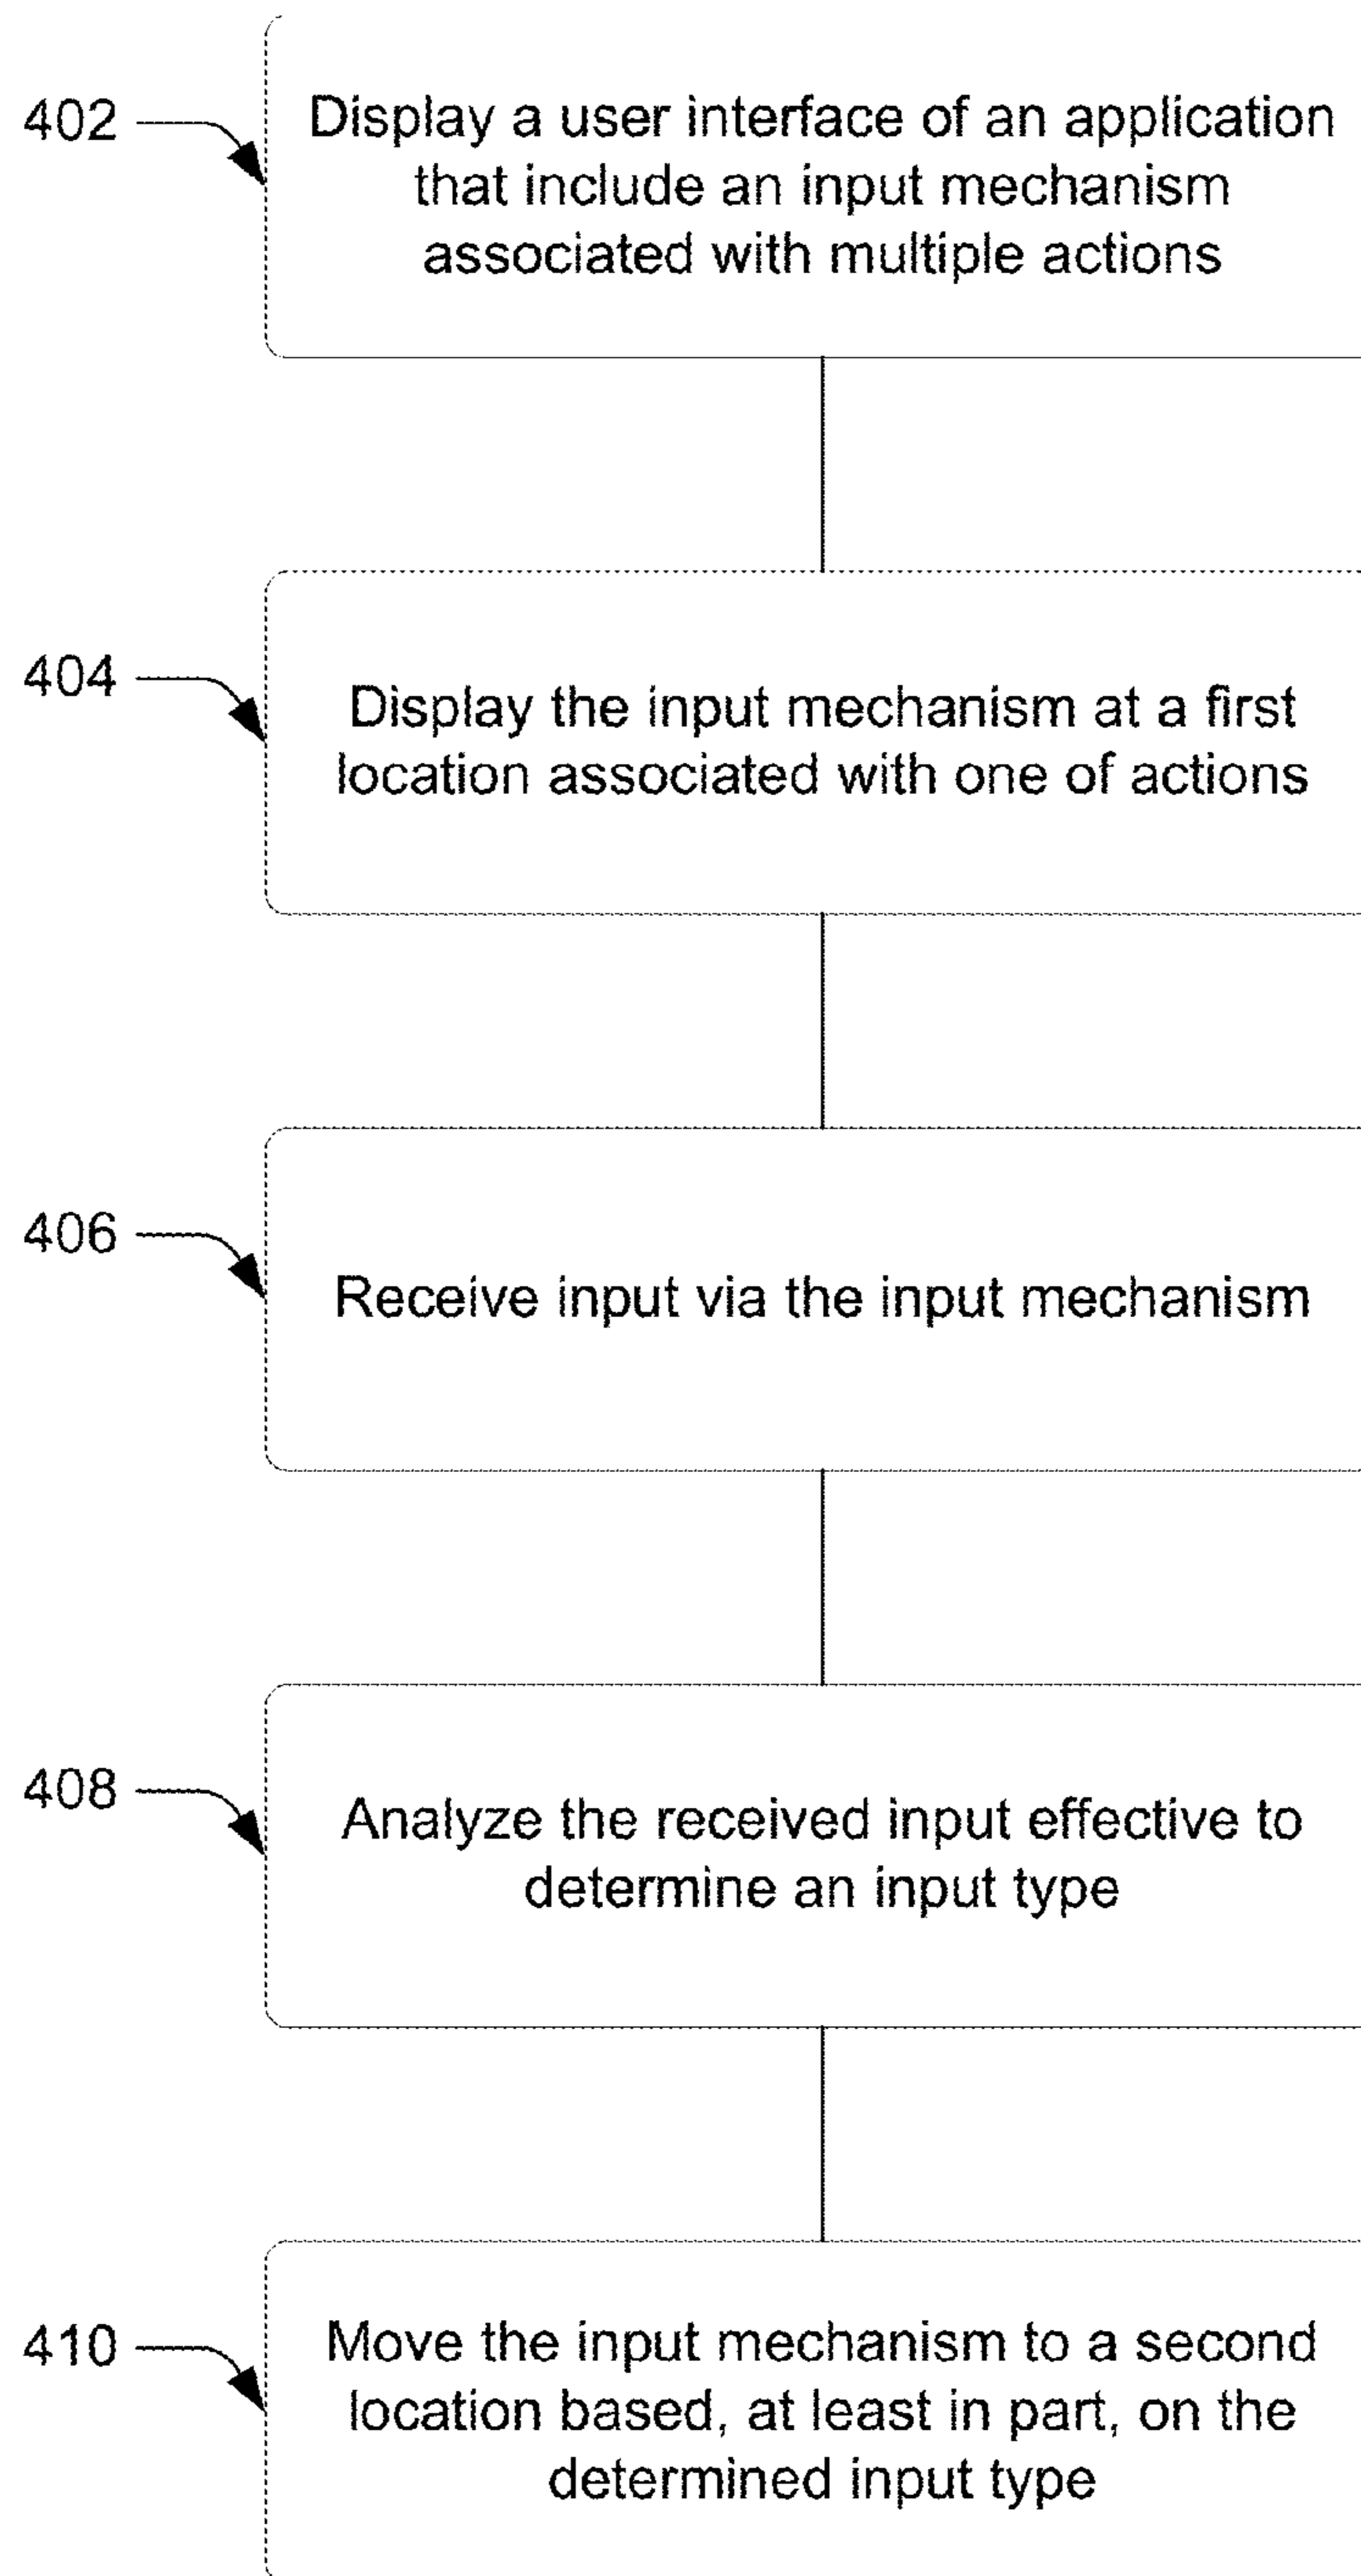 402
Display a user interface of an application
that include an input mechanism
associated with multiple actions
404
Display the input mechanism at a first
location associated with one of actions
406
Receive input via the input mechanism
408
Analyze the received input effective to
determine an input type
410
Move the input mechanism to a second
location based, at least in part, on the
determined input type